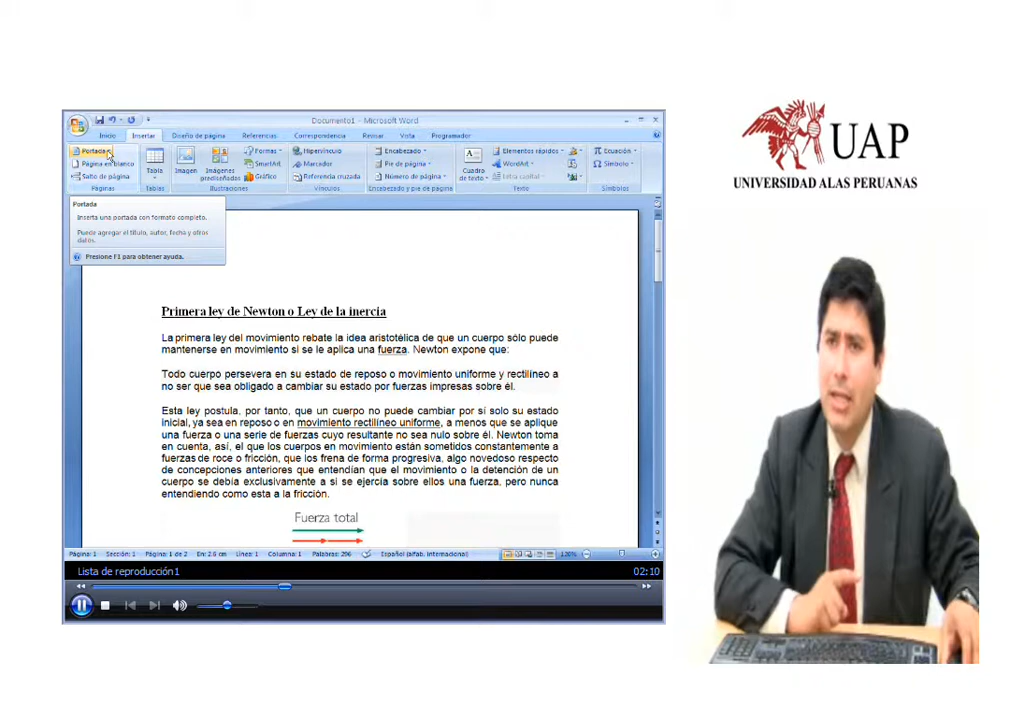 Documento1 - Microsoft Word
Inicio Insertar Diseño de página Referencias Correspondencia Revisar Vista Programador
Portada
Página en blanco
Salto de página
Páginas
Tabla
Tablas
Imagen
Imágenes prediseñadas
Formas
SmartArt
Gráfico
Ilustraciones
Hipervínculo
Marcador
Referencia cruzada
Vínculos
Encabezado
Pie de página
Número de página
Encabezado y pie de página
Cuadro de texto
Elementos rápidos
WordArt
Letra capital
Texto
Ecuación
Símbolo
Símbolos
Portada
Inserta una portada con formato completo.
Puede agregar el título, autor, fecha y otros
datos.
Presione F1 para obtener ayuda.
Primera ley de Newton o Ley de la inercia
La primera ley del movimiento rebate la idea aristotélica de que un cuerpo sólo puede
mantenerse en movimiento si se le aplica una fuerza. Newton expone que:
Todo cuerpo persevera en su estado de reposo o movimiento uniforme y rectilíneo a
no ser que sea obligado a cambiar su estado por fuerzas impresas sobre él.
Esta ley postula, por tanto, que un cuerpo no puede cambiar por sí solo su estado
inicial, ya sea en reposo o en movimiento rectilíneo uniforme, a menos que se aplique
una fuerza o una serie de fuerzas cuyo resultante no sea nulo sobre él. Newton toma
en cuenta, así, el que los cuerpos en movimiento están sometidos constantemente a
fuerzas de roce o fricción, que los frena de forma progresiva, algo novedoso respecto
de concepciones anteriores que entendían que el movimiento o la detención de un
cuerpo se debía exclusivamente a si se ejercía sobre ellos una fuerza, pero nunca
entendiendo como esta a la fricción.
Fuerza total
Página: 1 Sección: 1 Página: 1 de 2 En: 2.6 cm Línea: 1 Columna: 1 Palabras: 296 Español (alfab. internacional) 120%
Lista de reproducción1 02:10
UAP
UNIVERSIDAD ALAS PERUANAS